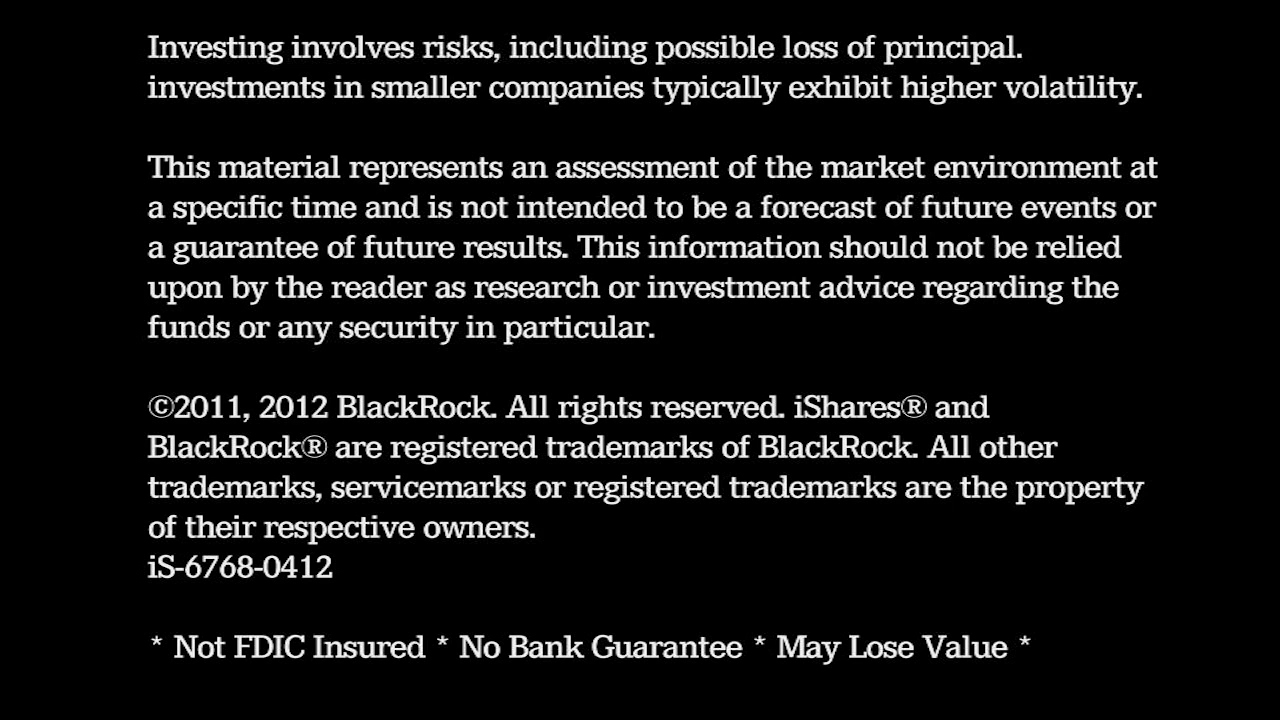 Investing involves risks, including possible loss of principal.
investments in smaller companies typically exhibit higher volatility.
This material represents an assessment of the market environment at
a specific time and is not intended to be a forecast of future events or
a guarantee of future results. This information should not be relied
upon by the reader as research or investment advice regarding the
funds or any security in particular.
©2011, 2012 BlackRock. All rights reserved. iShares® and
BlackRock® are registered trademarks of BlackRock. All other
trademarks, servicemarks or registered trademarks are the property
of their respective owners.
iS-6768-0412
* Not FDIC Insured * No Bank Guarantee * May Lose Value *